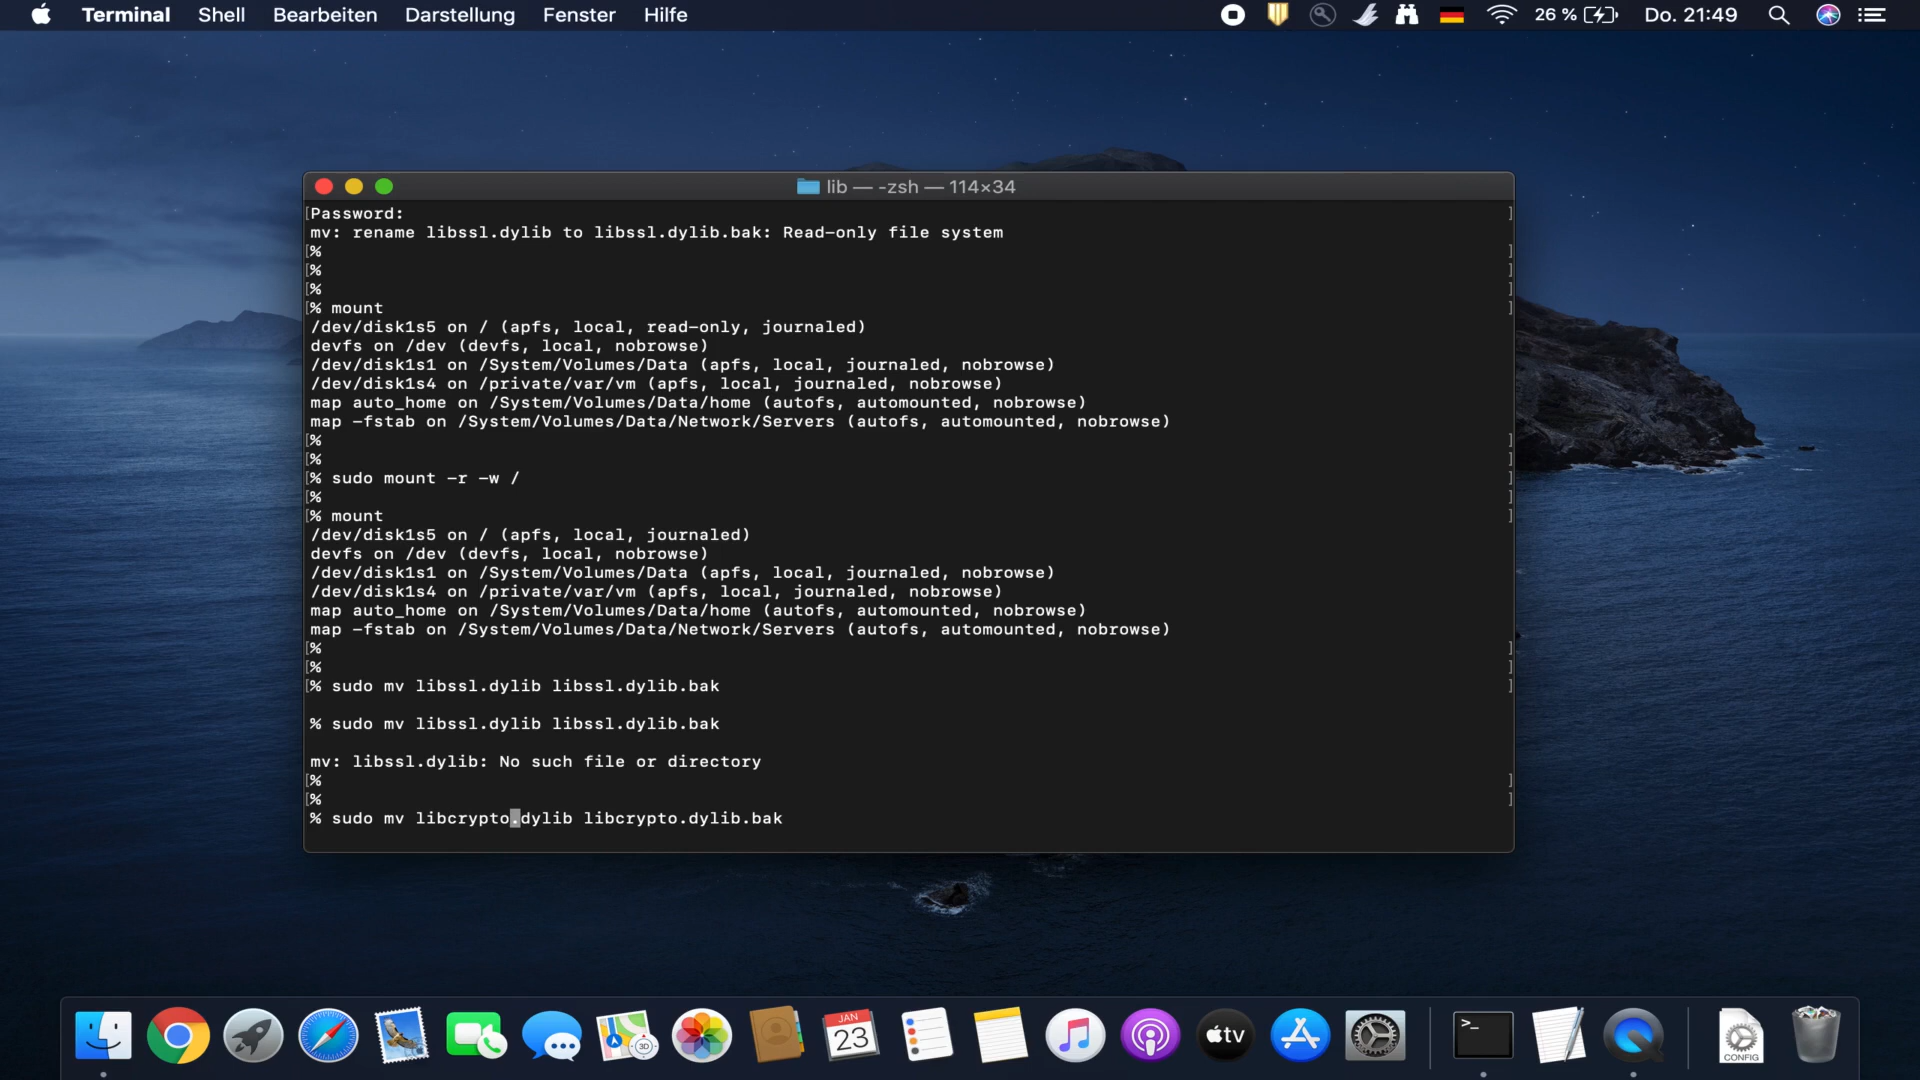 Terminal Shell Bearbeiten Darstellung Fenster Hilfe 26 % Do. 21:49
lib — -zsh — 114×34
[Password: ]
mv: rename libssl.dylib to libssl.dylib.bak: Read-only file system
[% ]
[% ]
[% ]
[% mount ]
/dev/disk1s5 on / (apfs, local, read-only, journaled)
devfs on /dev (devfs, local, nobrowse)
/dev/disk1s1 on /System/Volumes/Data (apfs, local, journaled, nobrowse)
/dev/disk1s4 on /private/var/vm (apfs, local, journaled, nobrowse)
map auto_home on /System/Volumes/Data/home (autofs, automounted, nobrowse)
map -fstab on /System/Volumes/Data/Network/Servers (autofs, automounted, nobrowse)
[% ]
[% ]
[% sudo mount -r -w / ]
[% ]
[% mount ]
/dev/disk1s5 on / (apfs, local, journaled)
devfs on /dev (devfs, local, nobrowse)
/dev/disk1s1 on /System/Volumes/Data (apfs, local, journaled, nobrowse)
/dev/disk1s4 on /private/var/vm (apfs, local, journaled, nobrowse)
map auto_home on /System/Volumes/Data/home (autofs, automounted, nobrowse)
map -fstab on /System/Volumes/Data/Network/Servers (autofs, automounted, nobrowse)
[% ]
[% ]
[% sudo mv libssl.dylib libssl.dylib.bak ]
% sudo mv libssl.dylib libssl.dylib.bak
mv: libssl.dylib: No such file or directory
[% ]
[% ]
% sudo mv libcrypto.dylib libcrypto.dylib.bak
3D
JAN
23
tv
>_
CONFIG